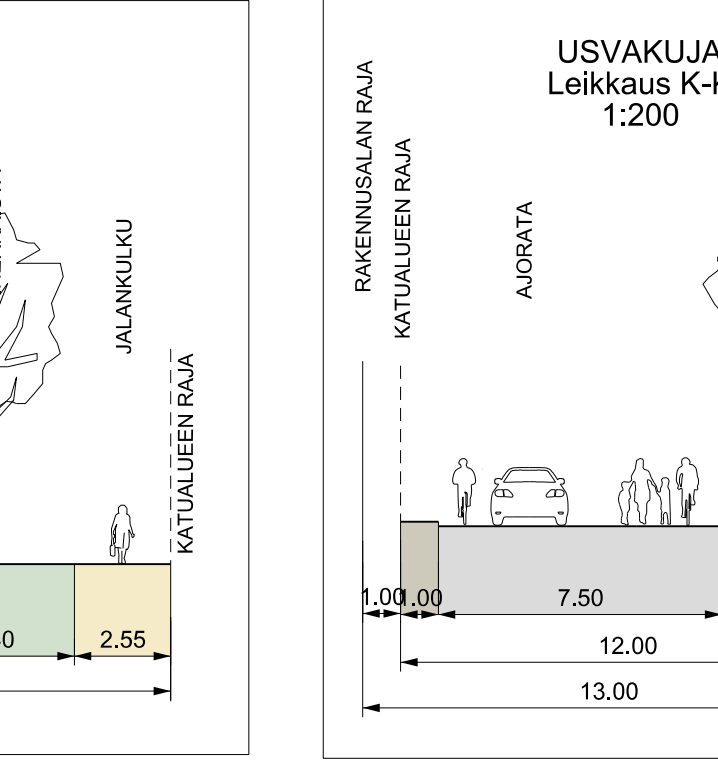 JALANKULKU
KATUALUEEN RAJA
2.55
USVAKUJA
Leikkaus K-K
1:200
RAKENNUSALAN RAJA
KATUALUEEN RAJA
AJORATA
1.00
1.00
7.50
12.00
13.00